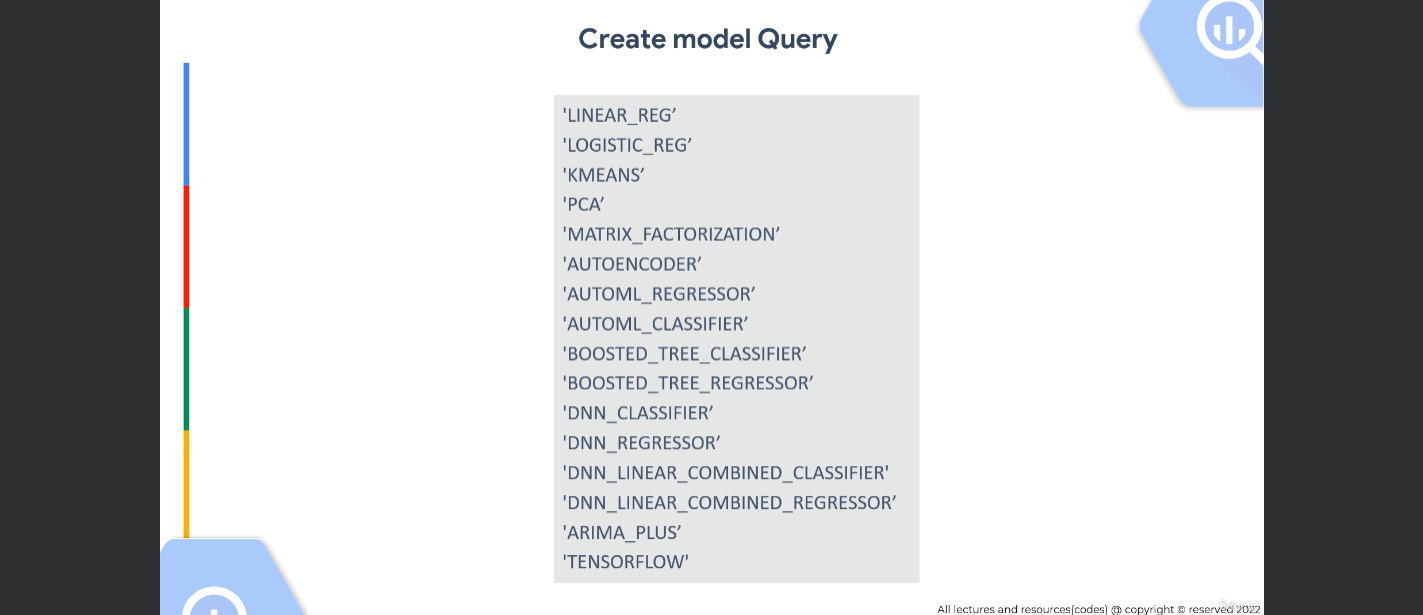 Create model Query
'LINEAR_REG’
'LOGISTIC_REG’
'KMEANS’
'PCA’
'MATRIX_FACTORIZATION’
'AUTOENCODER’
'AUTOML_REGRESSOR’
'AUTOML_CLASSIFIER’
'BOOSTED_TREE_CLASSIFIER’
'BOOSTED_TREE_REGRESSOR’
'DNN_CLASSIFIER’
'DNN_REGRESSOR’
'DNN_LINEAR_COMBINED_CLASSIFIER'
'DNN_LINEAR_COMBINED_REGRESSOR’
'ARIMA_PLUS’
'TENSORFLOW'
All lectures and resources(codes) @ copyright © reserved 2022